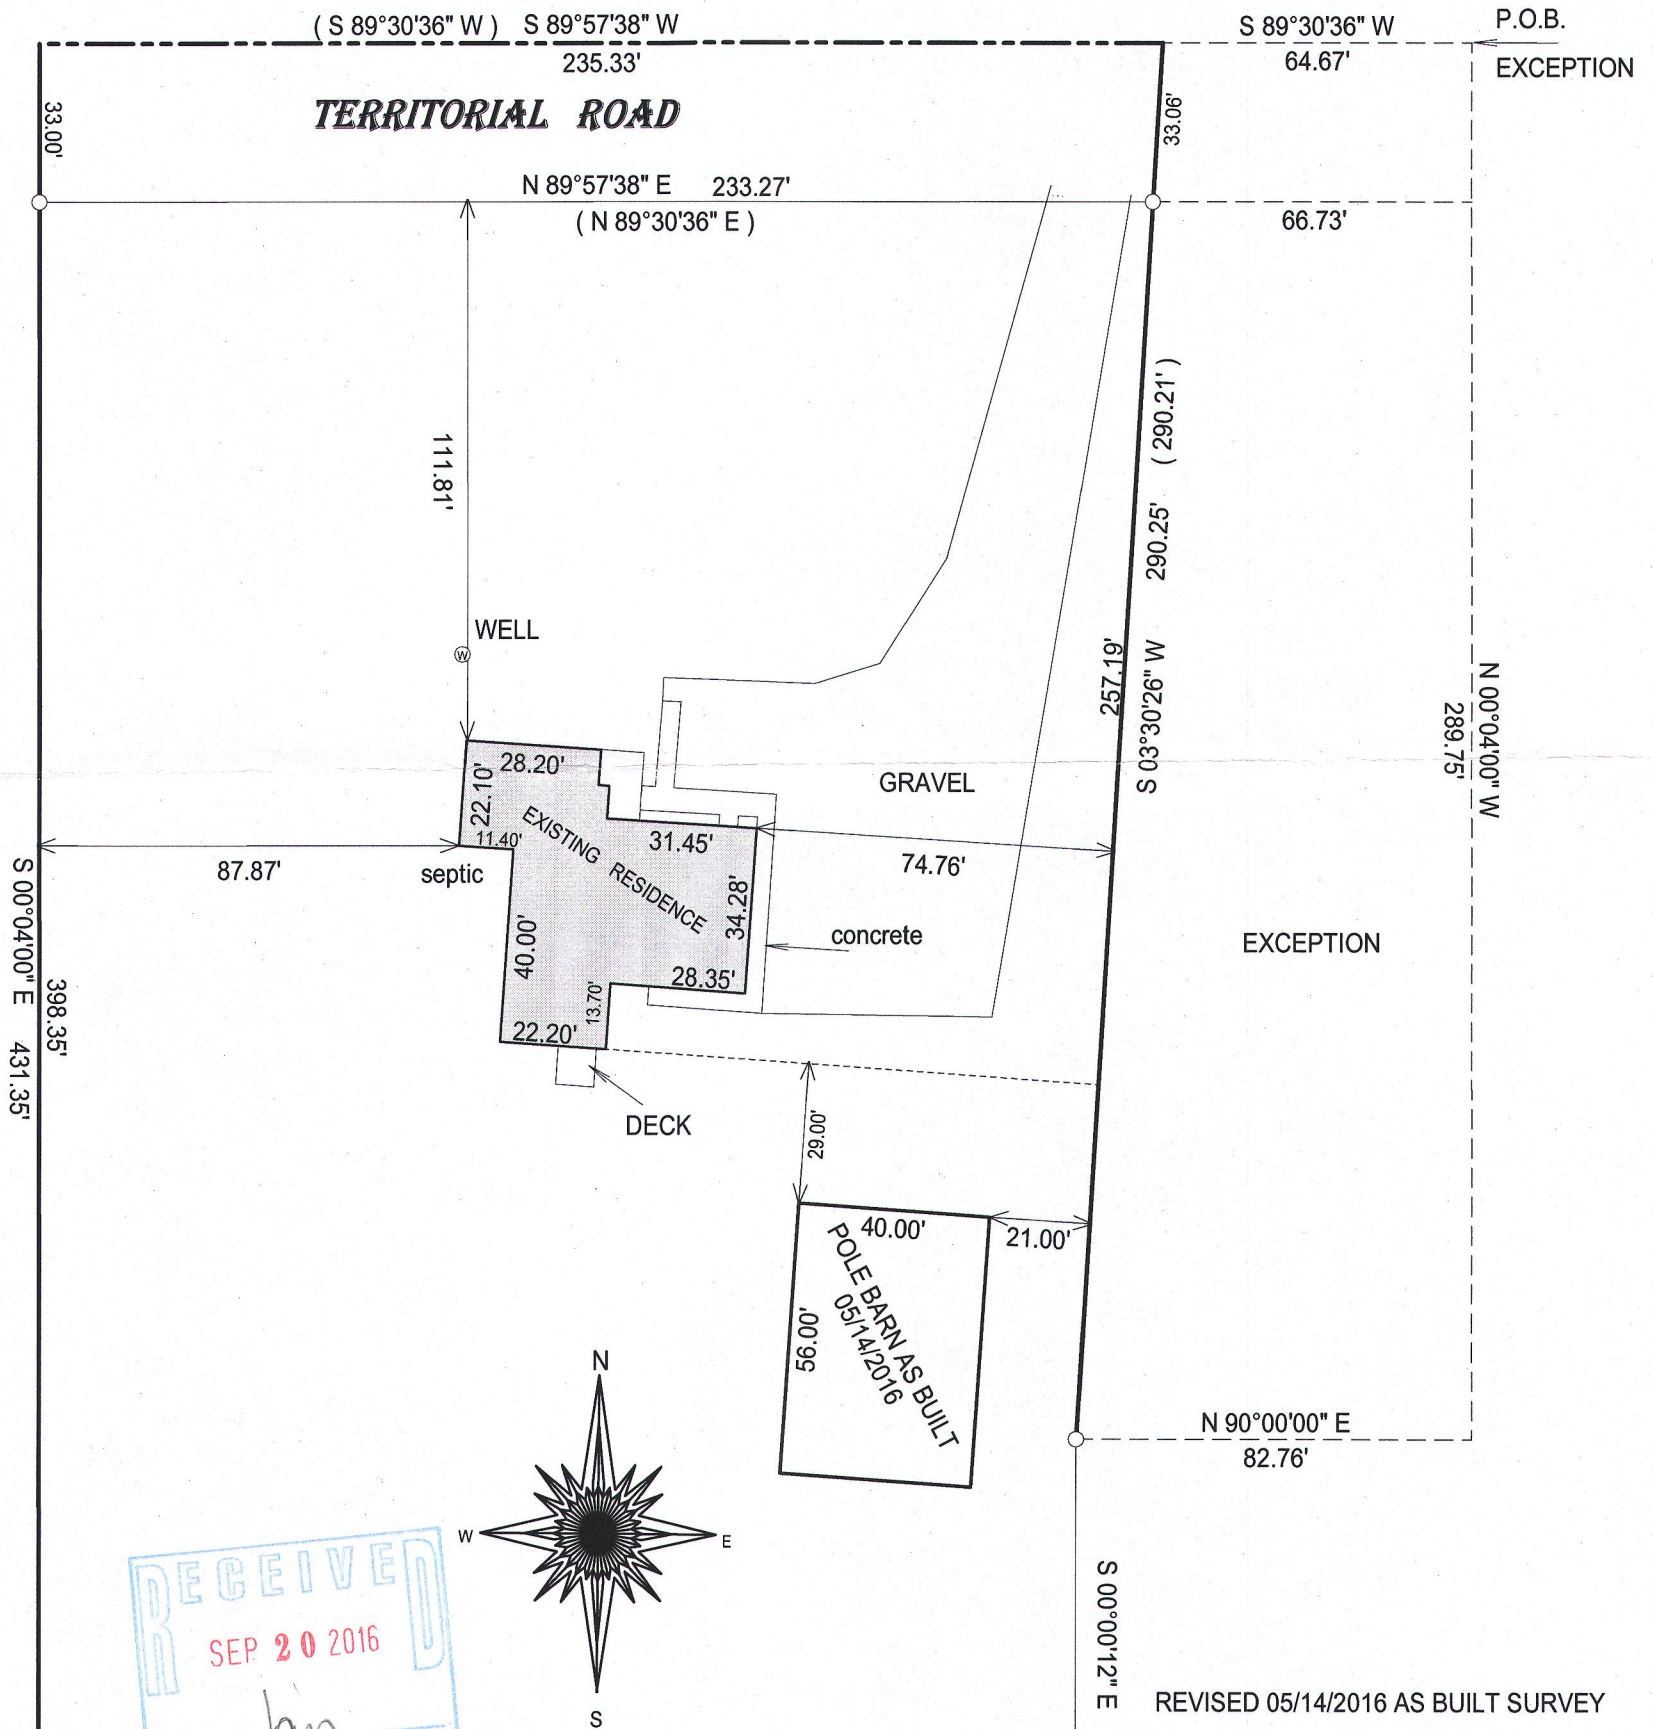 ( S 89°30'36" W ) S 89°57'38" W
235.33'
S 89°30'36" W
64.67'
P.O.B.
EXCEPTION
33.00'
TERRITORIAL ROAD
33.06'
N 89°57'38" E 233.27'
( N 89°30'36" E )
66.73'
111.81'
WELL
W
S 03°30'26" W 290.25' ( 290.21' )
257.19'
N 00°04'00" W
289.75'
28.20'
22.10'
11.40'
EXISTING RESIDENCE
31.45'
34.28'
GRAVEL
74.76'
87.87'
septic
40.00'
28.35'
13.70'
22.20'
concrete
EXCEPTION
S 00°04'00" E 431.35'
398.35'
DECK
29.00'
40.00'
21.00'
56.00'
POLE BARN AS BUILT
05/14/2016
N 90°00'00" E
82.76'
N
W
E
S
RECEIVED
SEP 20 2016
S 00°00'12" E
REVISED 05/14/2016 AS BUILT SURVEY